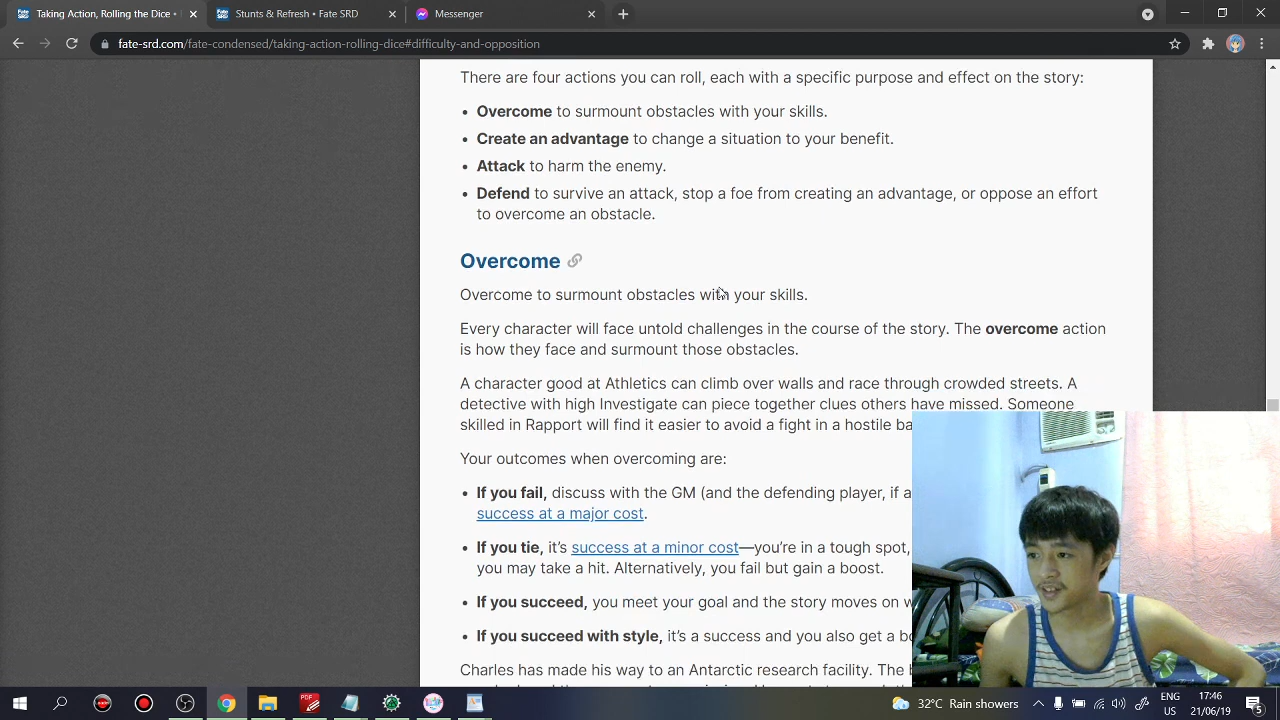 Taking Action, Rolling the Dice •
Stunts & Refresh • Fate SRD
Messenger
fate-srd.com/fate-condensed/taking-action-rolling-dice#difficulty-and-opposition
There are four actions you can roll, each with a specific purpose and effect on the story:
• Overcome to surmount obstacles with your skills.
• Create an advantage to change a situation to your benefit.
• Attack to harm the enemy.
• Defend to survive an attack, stop a foe from creating an advantage, or oppose an effort
to overcome an obstacle.
Overcome
Overcome to surmount obstacles with your skills.
Every character will face untold challenges in the course of the story. The overcome action
is how they face and surmount those obstacles.
A character good at Athletics can climb over walls and race through crowded streets. A
detective with high Investigate can piece together clues others have missed. Someone
skilled in Rapport will find it easier to avoid a fight in a hostile ba
Your outcomes when overcoming are:
• If you fail, discuss with the GM (and the defending player, if a
success at a major cost.
• If you tie, it's success at a minor cost—you're in a tough spot,
you may take a hit. Alternatively, you fail but gain a boost.
• If you succeed, you meet your goal and the story moves on w
• If you succeed with style, it's a success and you also get a bo
Charles has made his way to an Antarctic research facility. The
32°C Rain showers
ENG
US
17:46
21/06/19
5